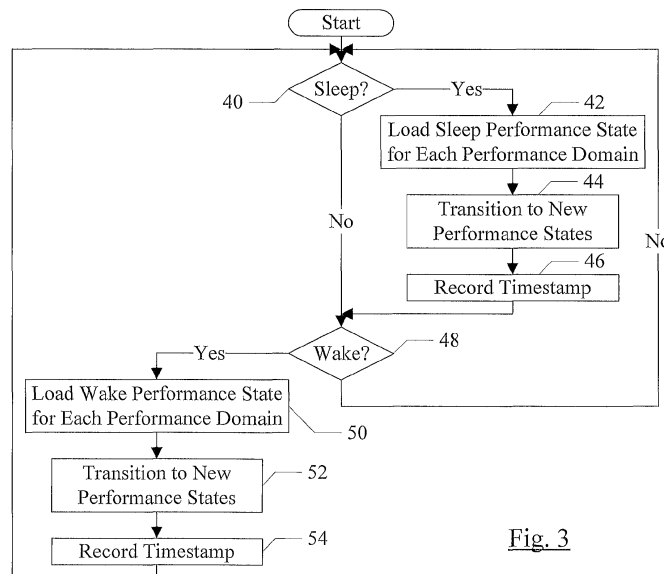 Start
Sleep?
40
Yes
42
Load Sleep Performance State
for Each Performance Domain
44
Transition to New
Performance States
No
No
46
Record Timestamp
Wake?
48
Yes
Load Wake Performance State
for Each Performance Domain
50
Transition to New
Performance States
52
Record Timestamp
54
Fig. 3